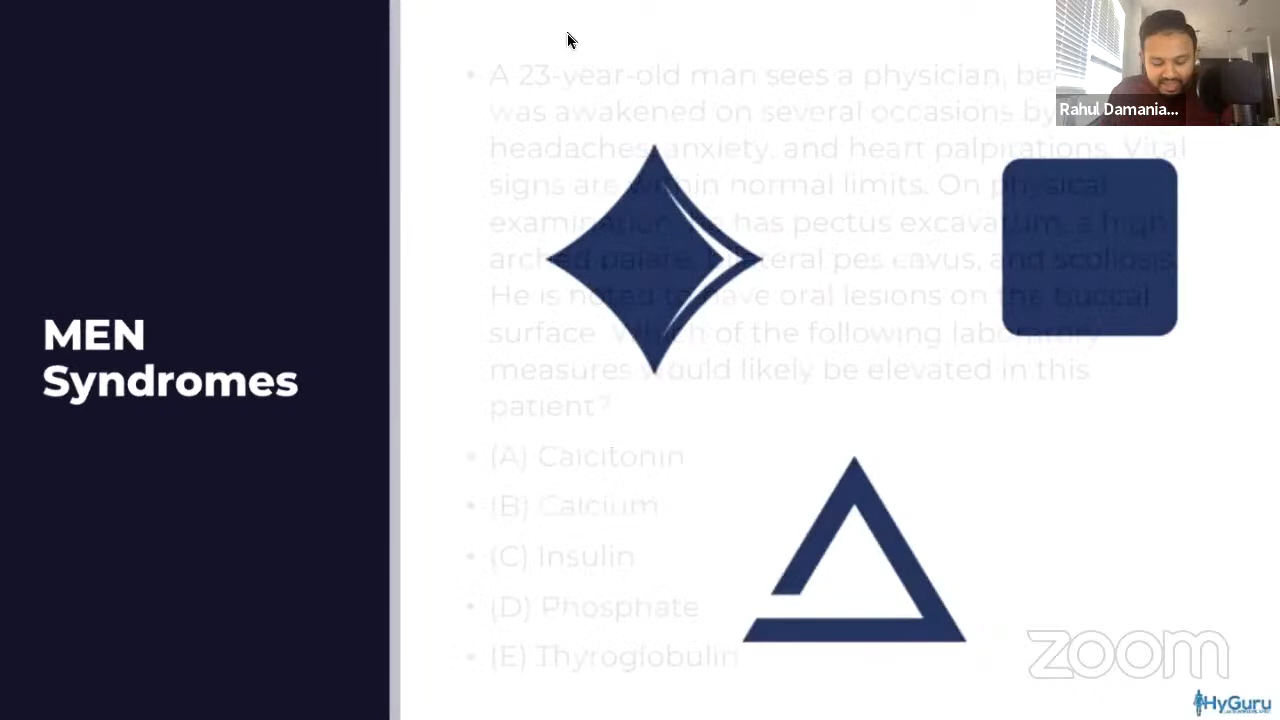 MEN
Syndromes
• A 23-year-old man sees a physician, be
was awakened on several occasions by
headaches, anxiety, and heart palpitations. Vital
signs are within normal limits. On physical
examination, he has pectus excavatum, a high
arched palate, bilateral pes cavus, and scoliosis.
He is noted to have oral lesions on the buccal
surface. Which of the following laboratory
measures would likely be elevated in this
patient?
• (A) Calcitonin
• (B) Calcium
• (C) Insulin
• (D) Phosphate
• (E) Thyroglobulin
Rahul Damania...
zoom
HyGuru